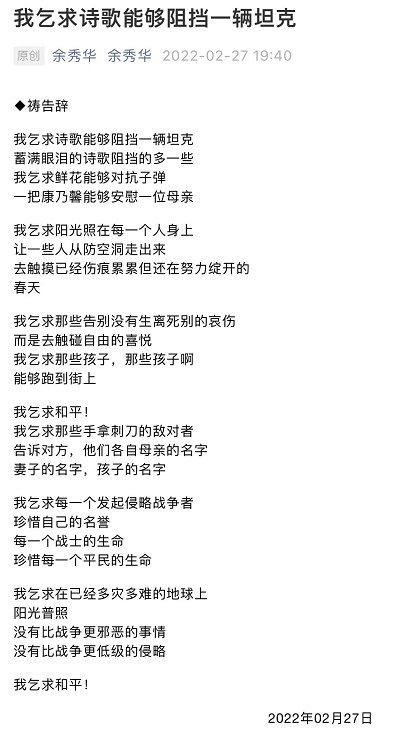 我乞求诗歌能够阻挡一辆坦克
原创 余秀华 余秀华 2022-02-27 19:40
◆祷告辞
我乞求诗歌能够阻挡一辆坦克
蓄满眼泪的诗歌阻挡的多一些
我乞求鲜花能够对抗子弹
一把康乃馨能够安慰一位母亲
我乞求阳光照在每一个人身上
让一些人从防空洞走出来
去触摸已经伤痕累累但还在努力绽开的
春天
我乞求那些告别没有生离死别的哀伤
而是去触碰自由的喜悦
我乞求那些孩子，那些孩子啊
能够跑到街上
我乞求和平！
我乞求那些手拿刺刀的敌对者
告诉对方，他们各自母亲的名字
妻子的名字，孩子的名字
我乞求每一个发起侵略战争者
珍惜自己的名誉
每一个战士的生命
珍惜每一个平民的生命
我乞求在已经多灾多难的地球上
阳光普照
没有比战争更邪恶的事情
没有比战争更低级的侵略
我乞求和平！
2022年02月27日